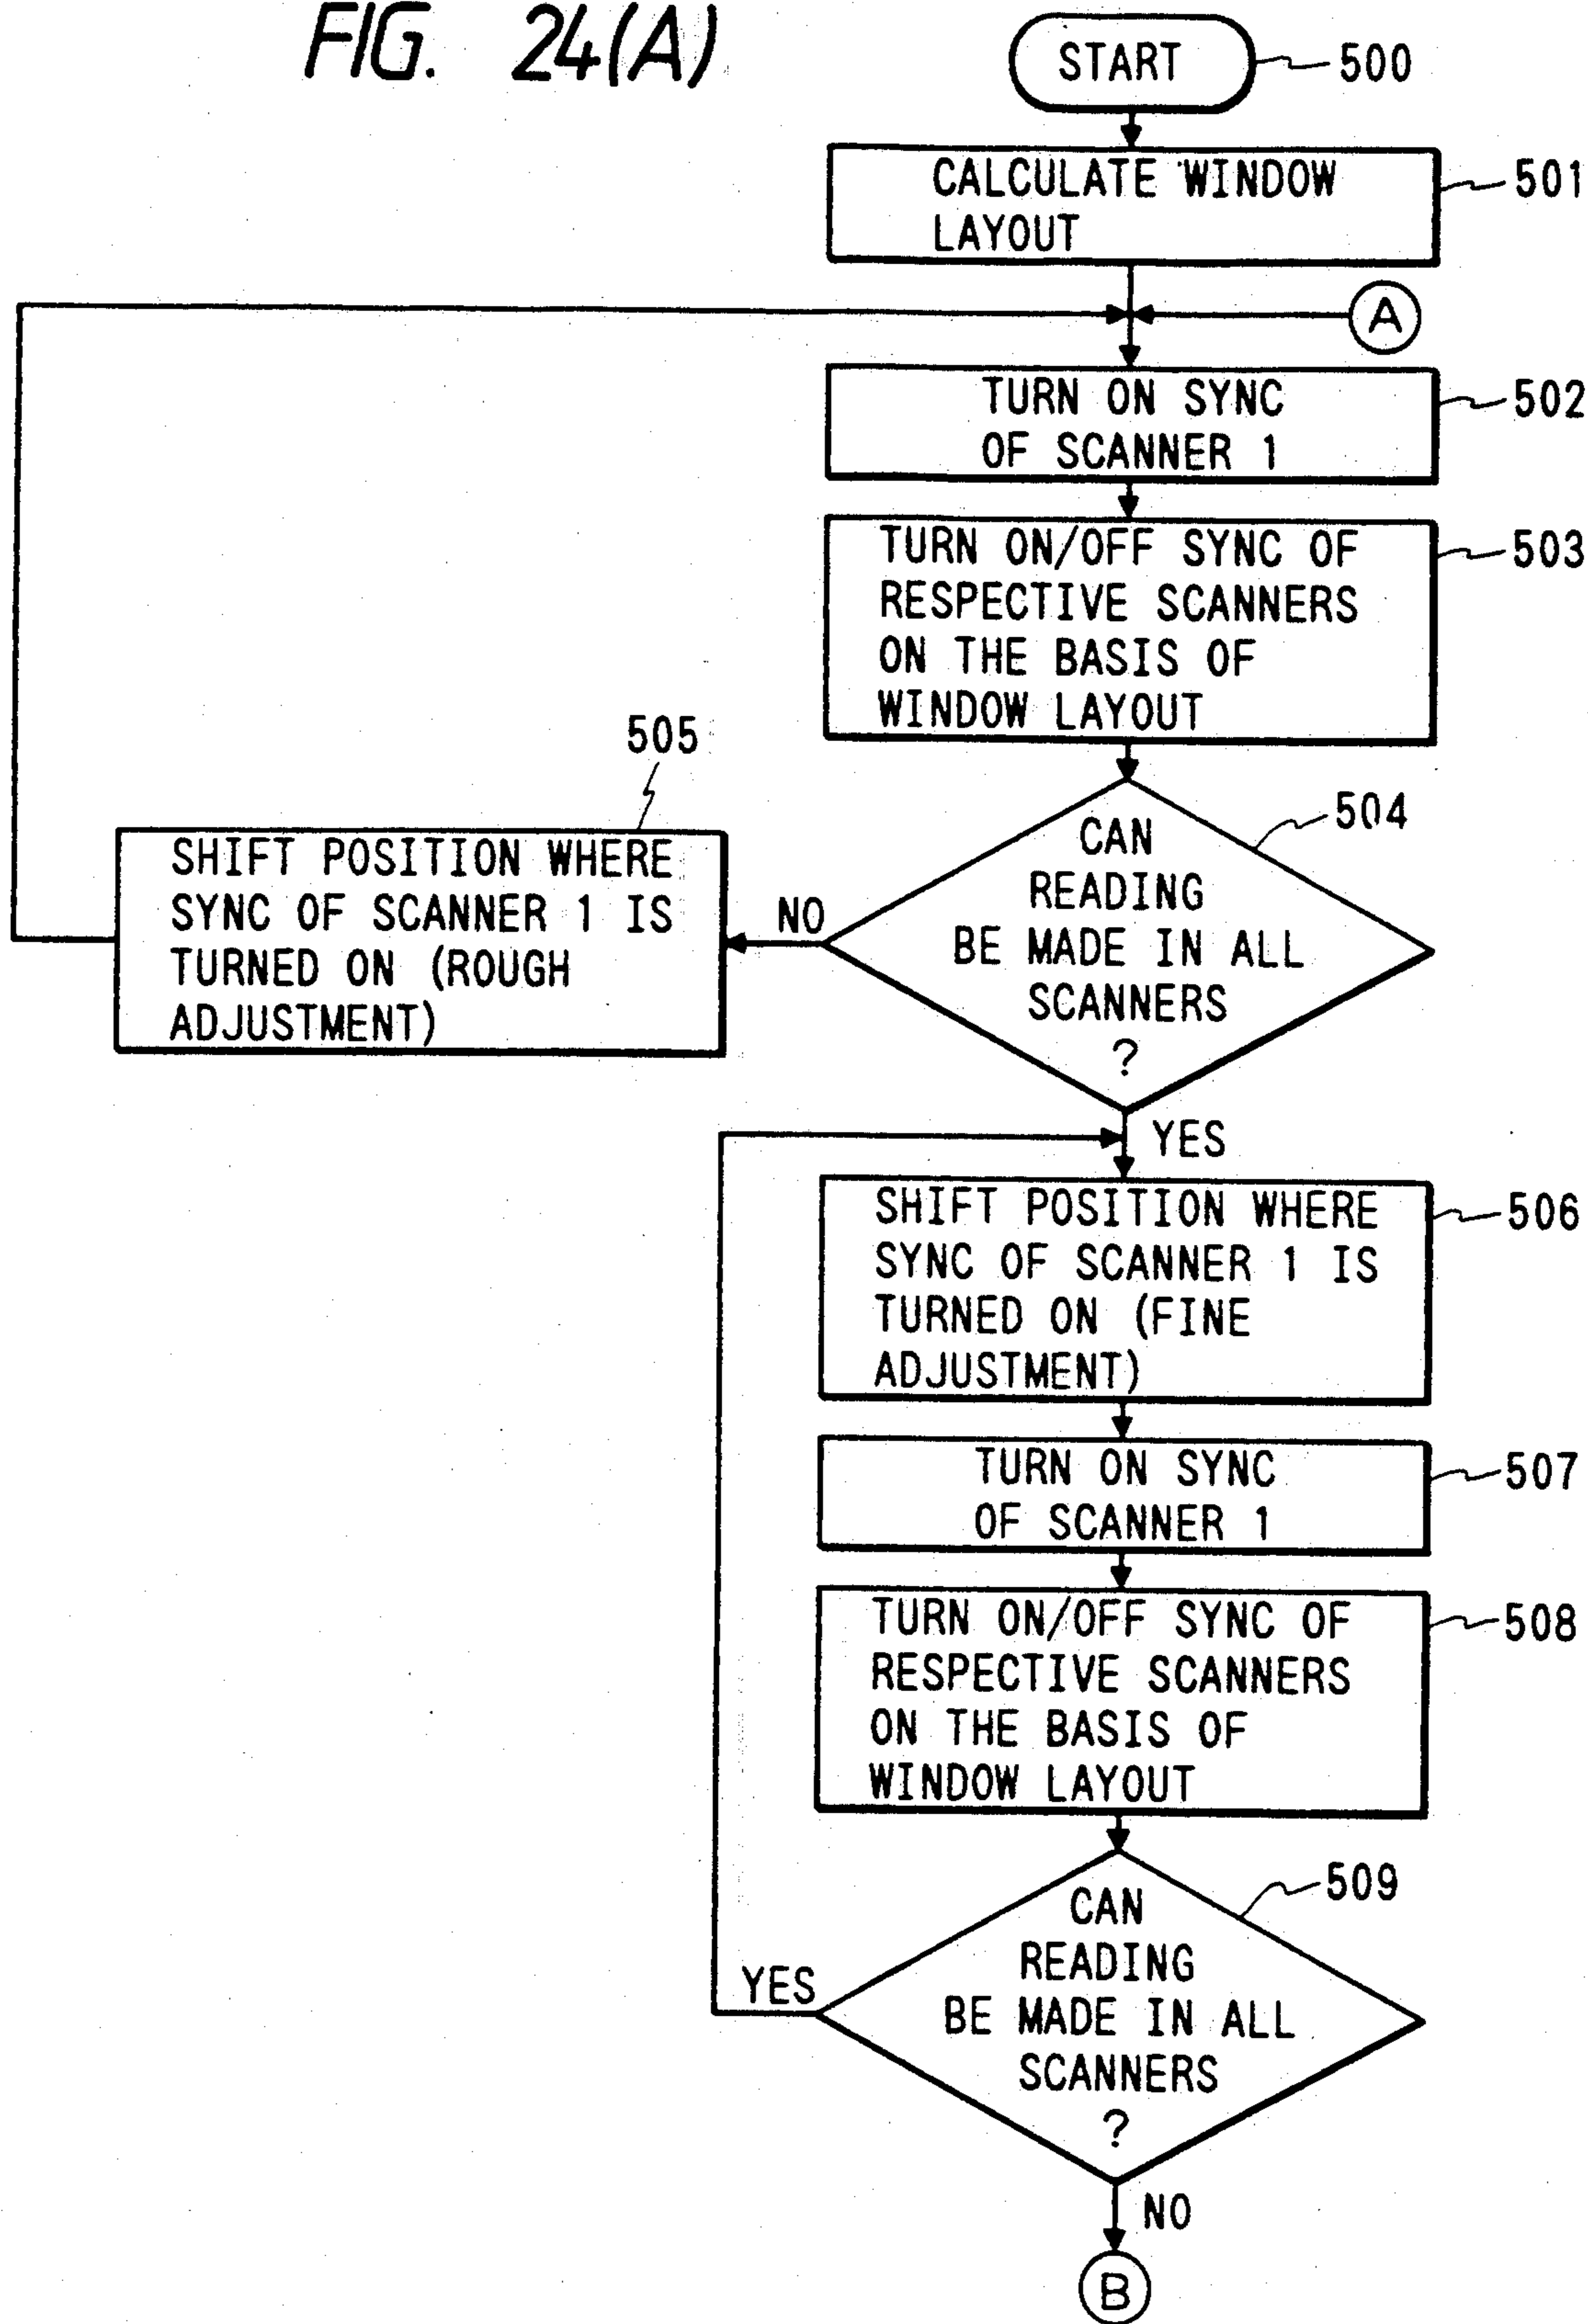 FIG. 24(A)
START
500
CALCULATE WINDOW
LAYOUT
501
A
TURN ON SYNC
OF SCANNER 1
502
TURN ON/OFF SYNC OF
RESPECTIVE SCANNERS
ON THE BASIS OF
WINDOW LAYOUT
503
CAN
READING
BE MADE IN ALL
SCANNERS
?
504
NO
505
SHIFT POSITION WHERE
SYNC OF SCANNER 1 IS
TURNED ON (ROUGH
ADJUSTMENT)
YES
SHIFT POSITION WHERE
SYNC OF SCANNER 1 IS
TURNED ON (FINE
ADJUSTMENT)
506
TURN ON SYNC
OF SCANNER 1
507
TURN ON/OFF SYNC OF
RESPECTIVE SCANNERS
ON THE BASIS OF
WINDOW LAYOUT
508
CAN
READING
BE MADE IN ALL
SCANNERS
?
509
YES
NO
B